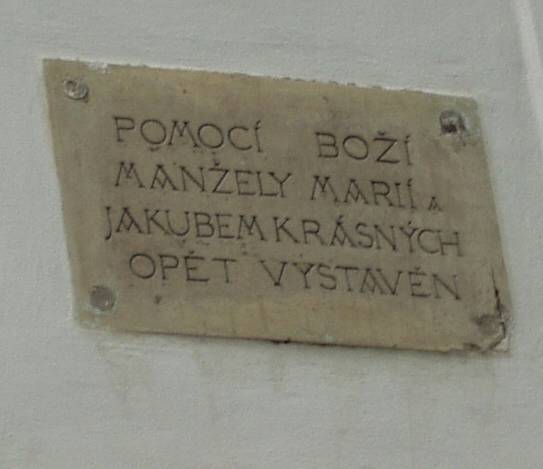 POMOCÍ BOŽÍ
MANŽELY MARIÍ A
JAKUBEM KRÁSNÝCH
OPĚT VYSTAVĚN